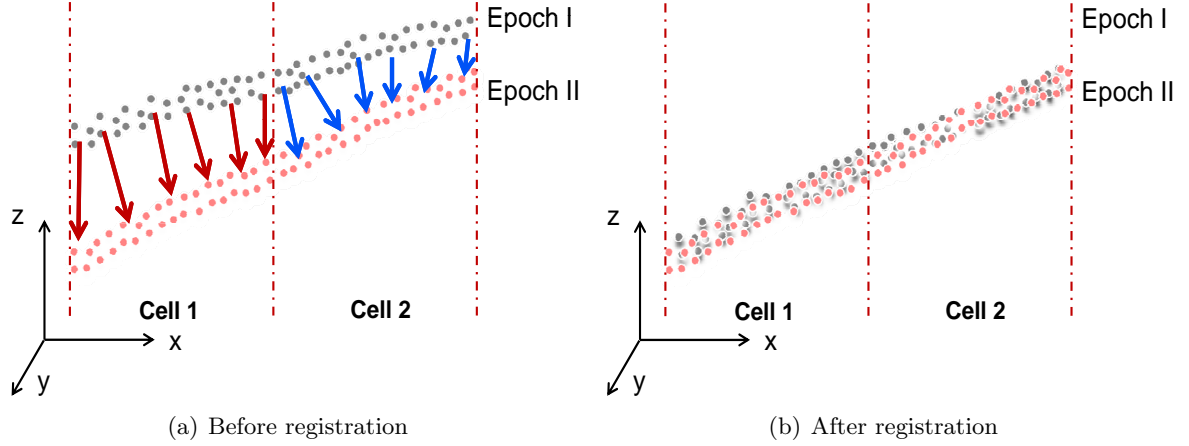 Epoch I
Epoch II
z
Cell 1
Cell 2
x
y
(a) Before registration
Epoch I
Epoch II
z
Cell 1
Cell 2
x
y
(b) After registration